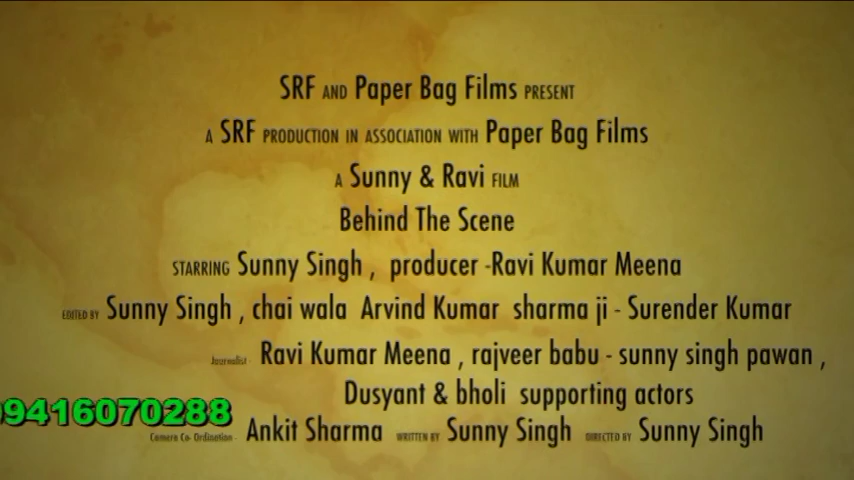 SRF AND Paper Bag Films PRESENT
A SRF PRODUCTION IN ASSOCIATION WITH Paper Bag Films
A Sunny & Ravi FILM
Behind The Scene
STARRING Sunny Singh , producer -Ravi Kumar Meena
EDITED BY Sunny Singh , chai wala Arvind Kumar sharma ji - Surender Kumar
Journalist - Ravi Kumar Meena , rajveer babu - sunny singh pawan ,
Dusyant & bholi supporting actors
09416070288
Camera Co- Ordination - Ankit Sharma WRITTEN BY Sunny Singh DIRECTED BY Sunny Singh